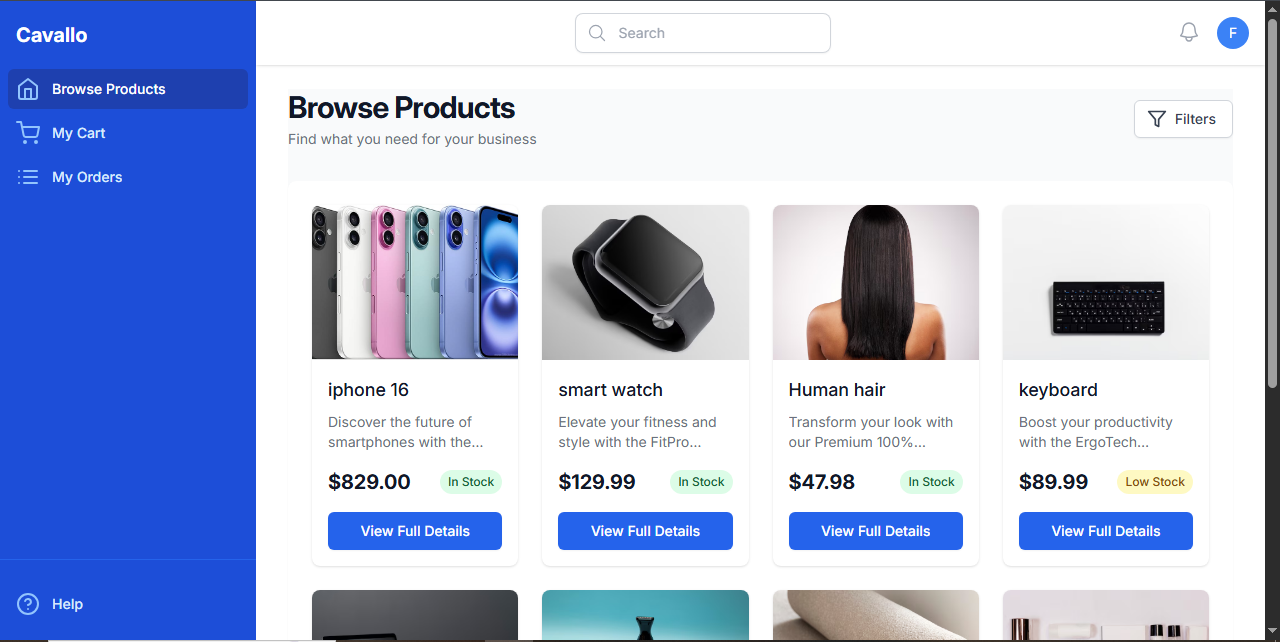 Cavallo
Search
F
Browse Products
My Cart
My Orders
Help
Browse Products
Find what you need for your business
Filters
iphone 16
Discover the future of
smartphones with the...
$829.00
In Stock
View Full Details
smart watch
Elevate your fitness and
style with the FitPro...
$129.99
In Stock
View Full Details
Human hair
Transform your look with
our Premium 100%...
$47.98
In Stock
View Full Details
keyboard
Boost your productivity
with the ErgoTech...
$89.99
Low Stock
View Full Details